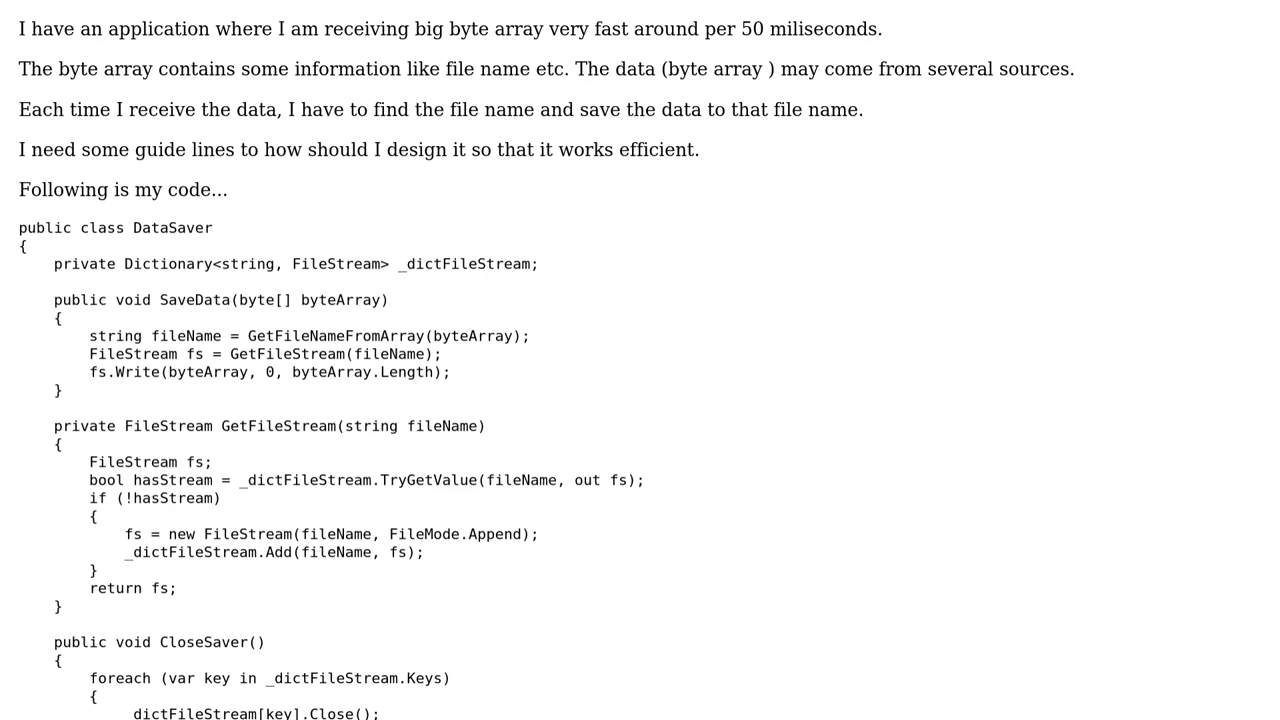 I have an application where I am receiving big byte array very fast around per 50 miliseconds.
The byte array contains some information like file name etc. The data (byte array ) may come from several sources.
Each time I receive the data, I have to find the file name and save the data to that file name.
I need some guide lines to how should I design it so that it works efficient.
Following is my code...
public class DataSaver
{
    private Dictionary<string, FileStream> _dictFileStream;
    public void SaveData(byte[] byteArray)
    {
        string fileName = GetFileNameFromArray(byteArray);
        FileStream fs = GetFileStream(fileName);
        fs.Write(byteArray, 0, byteArray.Length);
    }
    private FileStream GetFileStream(string fileName)
    {
        FileStream fs;
        bool hasStream = _dictFileStream.TryGetValue(fileName, out fs);
        if (!hasStream)
        {
            fs = new FileStream(fileName, FileMode.Append);
            _dictFileStream.Add(fileName, fs);
        }
        return fs;
    }
    public void CloseSaver()
    {
        foreach (var key in _dictFileStream.Keys)
        {
            _dictFileStream[key].Close();